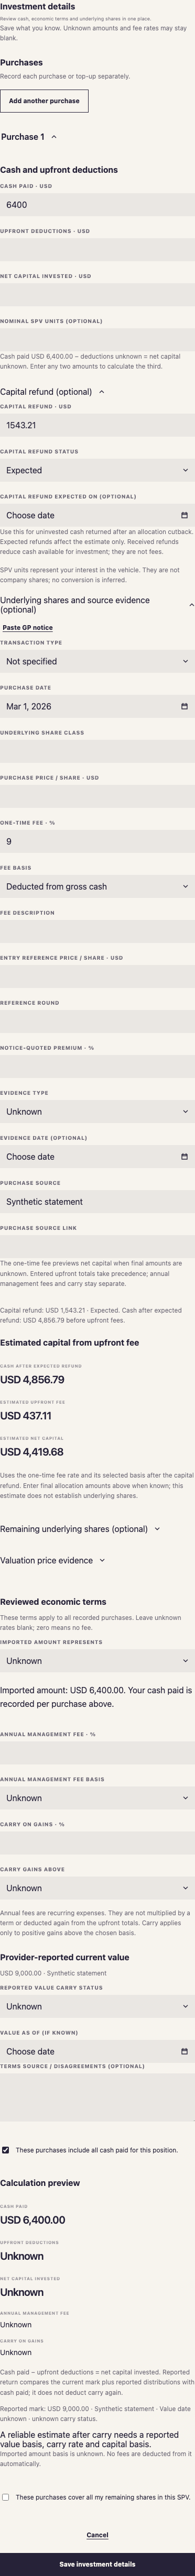 Investment details
Review cash, economic terms and underlying shares in one place.
Save what you know. Unknown amounts and fee rates may stay
blank.
Purchases
Record each purchase or top-up separately.
Add another purchase
Purchase 1
Cash and upfront deductions
CASH PAID · USD
6400
UPFRONT DEDUCTIONS · USD
NET CAPITAL INVESTED · USD
NOMINAL SPV UNITS (OPTIONAL)
Cash paid USD 6,400.00 − deductions unknown = net capital
unknown. Enter any two amounts to calculate the third.
Capital refund (optional)
CAPITAL REFUND · USD
1543.21
CAPITAL REFUND STATUS
Expected
CAPITAL REFUND EXPECTED ON (OPTIONAL)
Choose date
Use this for uninvested cash returned after an allocation cutback.
Expected refunds affect the estimate only. Received refunds
reduce cash available for investment; they are not fees.
SPV units represent your interest in the vehicle. They are not
company shares; no conversion is inferred.
Underlying shares and source evidence
(optional)
Paste GP notice
TRANSACTION TYPE
Not specified
PURCHASE DATE
Mar 1, 2026
UNDERLYING SHARE CLASS
PURCHASE PRICE / SHARE · USD
ONE-TIME FEE · %
9
FEE BASIS
Deducted from gross cash
FEE DESCRIPTION
ENTRY REFERENCE PRICE / SHARE · USD
REFERENCE ROUND
NOTICE-QUOTED PREMIUM · %
EVIDENCE TYPE
Unknown
EVIDENCE DATE (OPTIONAL)
Choose date
PURCHASE SOURCE
Synthetic statement
PURCHASE SOURCE LINK
The one-time fee previews net capital when final amounts are
unknown. Entered upfront totals take precedence; annual
management fees and carry stay separate.
Capital refund: USD 1,543.21 · Expected. Cash after expected
refund: USD 4,856.79 before upfront fees.
Estimated capital from upfront fee
CASH AFTER EXPECTED REFUND
USD 4,856.79
ESTIMATED UPFRONT FEE
USD 437.11
ESTIMATED NET CAPITAL
USD 4,419.68
Uses the one-time fee rate and its selected basis after the capital
refund. Enter final allocation amounts above when known; this
estimate does not establish underlying shares.
Remaining underlying shares (optional)
Valuation price evidence
Reviewed economic terms
These terms apply to all recorded purchases. Leave unknown
rates blank; zero means no fee.
IMPORTED AMOUNT REPRESENTS
Unknown
Imported amount: USD 6,400.00. Your cash paid is
recorded per purchase above.
ANNUAL MANAGEMENT FEE · %
ANNUAL MANAGEMENT FEE BASIS
Unknown
CARRY ON GAINS · %
CARRY GAINS ABOVE
Unknown
Annual fees are recurring expenses. They are not multiplied by a
term or deducted again from the upfront totals. Carry applies
only to positive gains above the chosen basis.
Provider-reported current value
USD 9,000.00 · Synthetic statement
REPORTED VALUE CARRY STATUS
Unknown
VALUE AS OF (IF KNOWN)
Choose date
TERMS SOURCE / DISAGREEMENTS (OPTIONAL)
These purchases include all cash paid for this position.
Calculation preview
CASH PAID
USD 6,400.00
UPFRONT DEDUCTIONS
Unknown
NET CAPITAL INVESTED
Unknown
ANNUAL MANAGEMENT FEE
Unknown
CARRY ON GAINS
Unknown
Cash paid − upfront deductions = net capital invested. Reported
return compares the current mark plus reported distributions with
cash paid; it does not deduct carry again.
Reported mark: USD 9,000.00 · Synthetic statement · Value date
unknown · unknown carry status.
A reliable estimate after carry needs a reported
value basis, carry rate and capital basis.
Imported amount basis is unknown. No fees are deducted from it
automatically.
These purchases cover all my remaining shares in this SPV.
Cancel
Save investment details